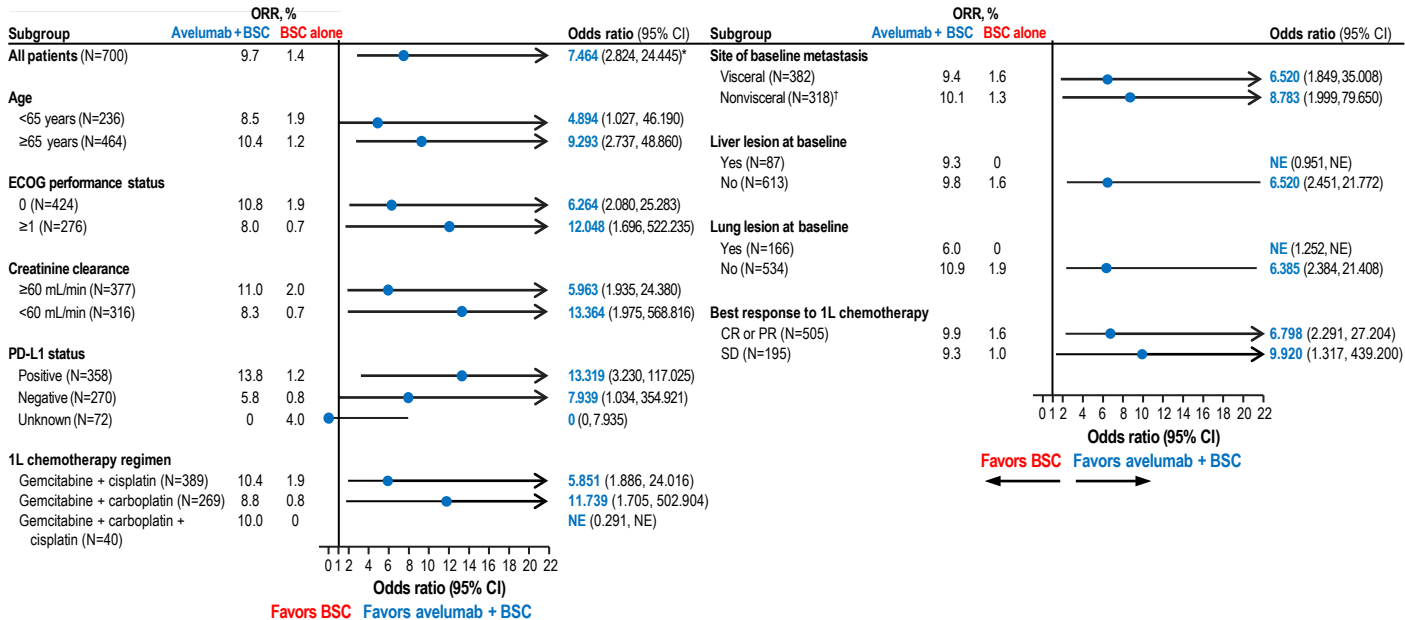 ORR, %
Subgroup Avelumab + BSC BSC alone Odds ratio (95% CI)
All patients (N=700) 9.7 1.4 7.464 (2.824, 24.445)*
Age
<65 years (N=236) 8.5 1.9 4.894 (1.027, 46.190)
≥65 years (N=464) 10.4 1.2 9.293 (2.737, 48.860)
ECOG performance status
0 (N=424) 10.8 1.9 6.264 (2.080, 25.283)
≥1 (N=276) 8.0 0.7 12.048 (1.696, 522.235)
Creatinine clearance
≥60 mL/min (N=377) 11.0 2.0 5.963 (1.935, 24.380)
<60 mL/min (N=316) 8.3 0.7 13.364 (1.975, 568.816)
PD-L1 status
Positive (N=358) 13.8 1.2 13.319 (3.230, 117.025)
Negative (N=270) 5.8 0.8 7.939 (1.034, 354.921)
Unknown (N=72) 0 4.0 0 (0, 7.935)
1L chemotherapy regimen
Gemcitabine + cisplatin (N=389) 10.4 1.9 5.851 (1.886, 24.016)
Gemcitabine + carboplatin (N=269) 8.8 0.8 11.739 (1.705, 502.904)
Gemcitabine + carboplatin + 10.0 0 NE (0.291, NE)
cisplatin (N=40)
0 1 2 4 6 8 10 12 14 16 18 20 22
Odds ratio (95% CI)
Favors BSC Favors avelumab + BSC
ORR, %
Subgroup Avelumab + BSC BSC alone Odds ratio (95% CI)
Site of baseline metastasis
Visceral (N=382) 9.4 1.6 6.520 (1.849, 35.008)
Nonvisceral (N=318)† 10.1 1.3 8.783 (1.999, 79.650)
Liver lesion at baseline
Yes (N=87) 9.3 0 NE (0.951, NE)
No (N=613) 9.8 1.6 6.520 (2.451, 21.772)
Lung lesion at baseline
Yes (N=166) 6.0 0 NE (1.252, NE)
No (N=534) 10.9 1.9 6.385 (2.384, 21.408)
Best response to 1L chemotherapy
CR or PR (N=505) 9.9 1.6 6.798 (2.291, 27.204)
SD (N=195) 9.3 1.0 9.920 (1.317, 439.200)
0 1 2 4 6 8 10 12 14 16 18 20 22
Odds ratio (95% CI)
Favors BSC Favors avelumab + BSC